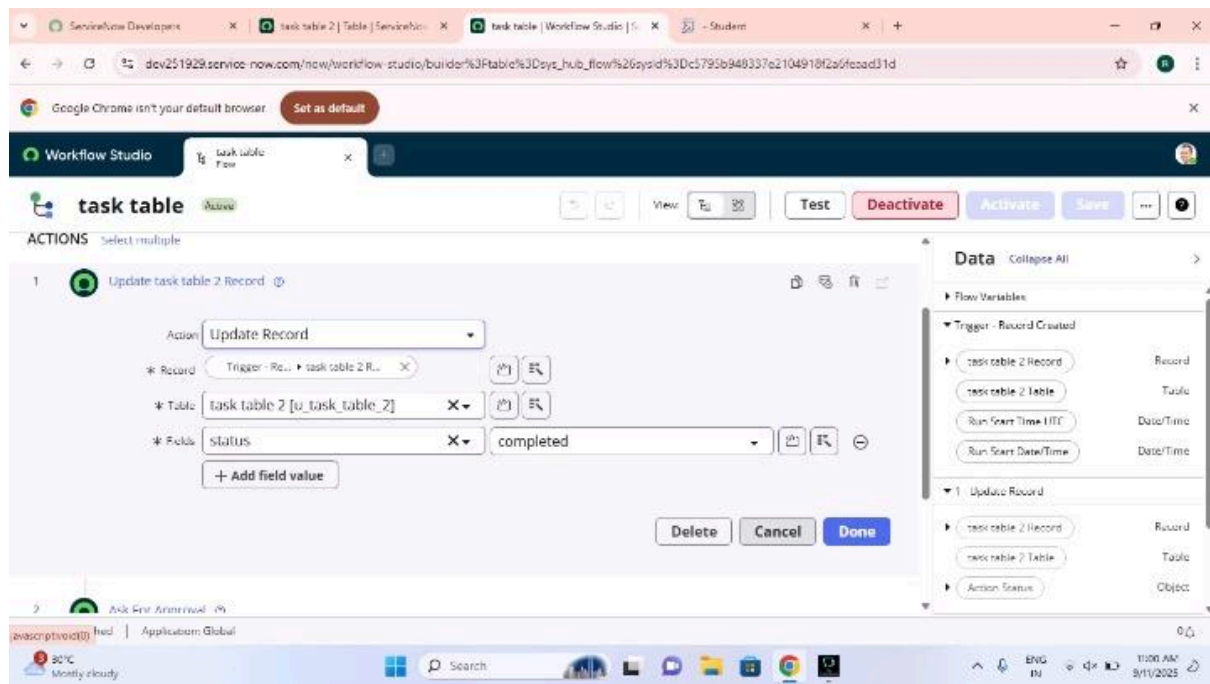 ServiceNow Developers
task table 2 | Table | ServiceNo
task table | Workflow Studio | S
- Student
dev251929.service-now.com/now/workflow-studio/builder%3Ftable%3Dsys_hub_flow%26sysId%3Dc5795b948337e2104918f2a6feaad31d
Google Chrome isn't your default browser
Set as default
Workflow Studio
task table
Flow
task table
Active
View:
Test
Deactivate
Activate
Save
ACTIONS Select multiple
1 Update task table 2 Record
Action Update Record
* Record Trigger - Re... ▸ task table 2 R...
* Table task table 2 [u_task_table_2]
* Fields status completed
+ Add field value
Delete Cancel Done
2 Ask For Approval
Data Collapse All
Flow Variables
Trigger - Record Created
task table 2 Record Record
task table 2 Table Table
Run Start Time UTC Date/Time
Run Start Date/Time Date/Time
1 - Update Record
task table 2 Record Record
task table 2 Table Table
Action Status Object
avascript:void(0) hed | Application: Global
0
3
30°C
Mostly cloudy
Search
ENG
IN
11:00 AM
9/11/2025